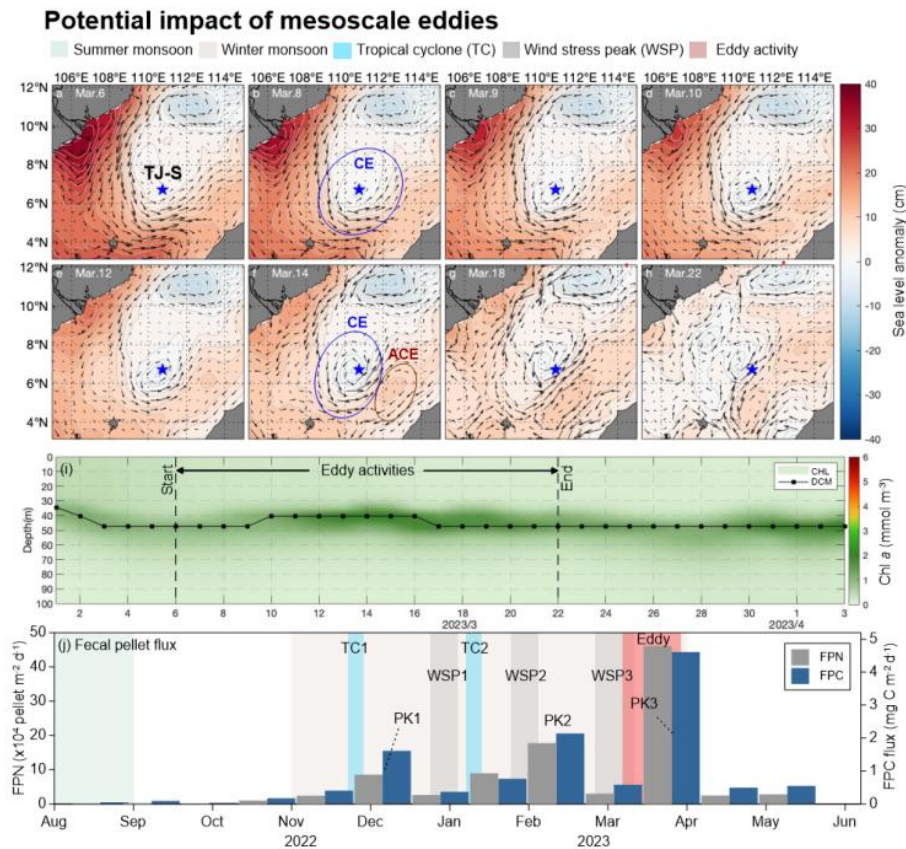 Potential impact of mesoscale eddies
Summer monsoon Winter monsoon Tropical cyclone (TC) Wind stress peak (WSP) Eddy activity
106°E 108°E 110°E 112°E 114°E 106°E 108°E 110°E 112°E 114°E 106°E 108°E 110°E 112°E 114°E 106°E 108°E 110°E 112°E 114°E
12°N
10°N
8°N
6°N
4°N
a Mar.6
TJ-S
b Mar.8
CE
c Mar.9
d Mar.10
12°N
10°N
8°N
6°N
4°N
e Mar.12
f Mar.14
CE
ACE
g Mar.18
h Mar.22
40
30
20
10
0
-10
-20
-30
-40
Sea level anomaly (cm)
(i)
Start
Eddy activities
End
CHL
DCM
0
10
20
30
40
50
60
70
80
90
100
Depth(m)
2 4 6 8 10 12 14 16 18 20 22 24 26 28 30 1 3
2023/3 2023/4
6
5
4
3
2
1
0
Chl a (mmol m-3)
(j) Fecal pellet flux
TC1
TC2
Eddy
WSP1
WSP2
WSP3
PK1
PK2
PK3
FPN
FPC
50
40
30
20
10
0
FPN (x10⁴ pellet m⁻² d⁻¹)
5
4
3
2
1
0
FPC flux (mg C m⁻² d⁻¹)
Aug Sep Oct Nov Dec Jan Feb Mar Apr May Jun
2022 2023